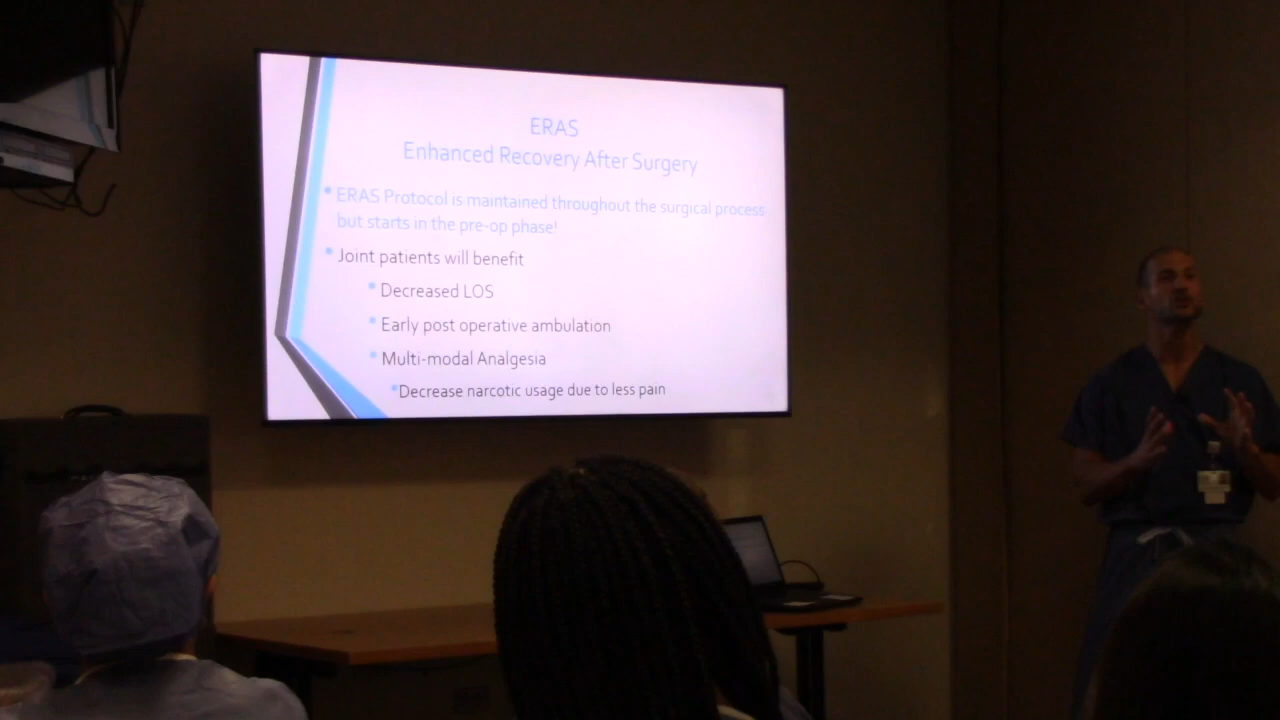 ERAS
Enhanced Recovery After Surgery
• ERAS Protocol is maintained throughout the surgical process
but starts in the pre-op phase!
• Joint patients will benefit
• Decreased LOS
• Early post operative ambulation
• Multi-modal Analgesia
• Decrease narcotic usage due to less pain